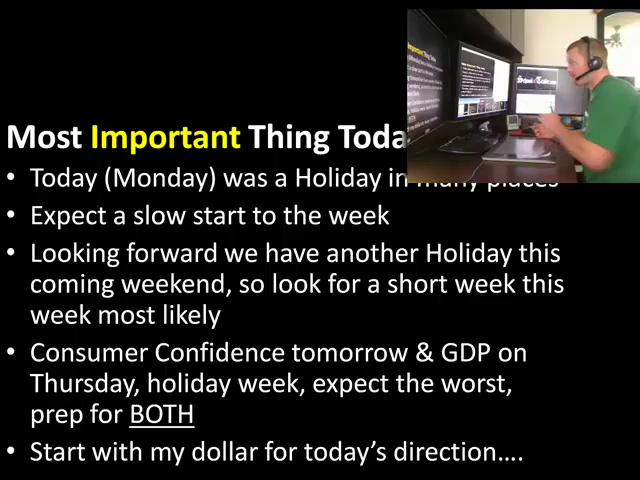 Most Important Thing Toda
• Today (Monday) was a Holiday in many places
• Expect a slow start to the week
• Looking forward we have another Holiday this
coming weekend, so look for a short week this
week most likely
• Consumer Confidence tomorrow & GDP on
Thursday, holiday week, expect the worst,
prep for BOTH
• Start with my dollar for today's direction….